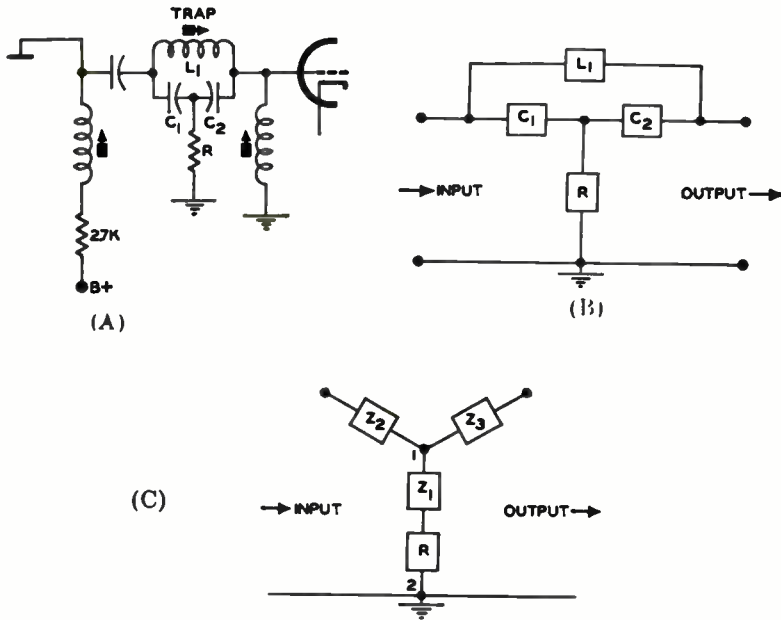 TRAP
L1
C1
C2
R
27K
B+
(A)
L1
C1
C2
R
INPUT
OUTPUT
(B)
Z2
Z3
1
Z1
(C)
INPUT
OUTPUT
R
2